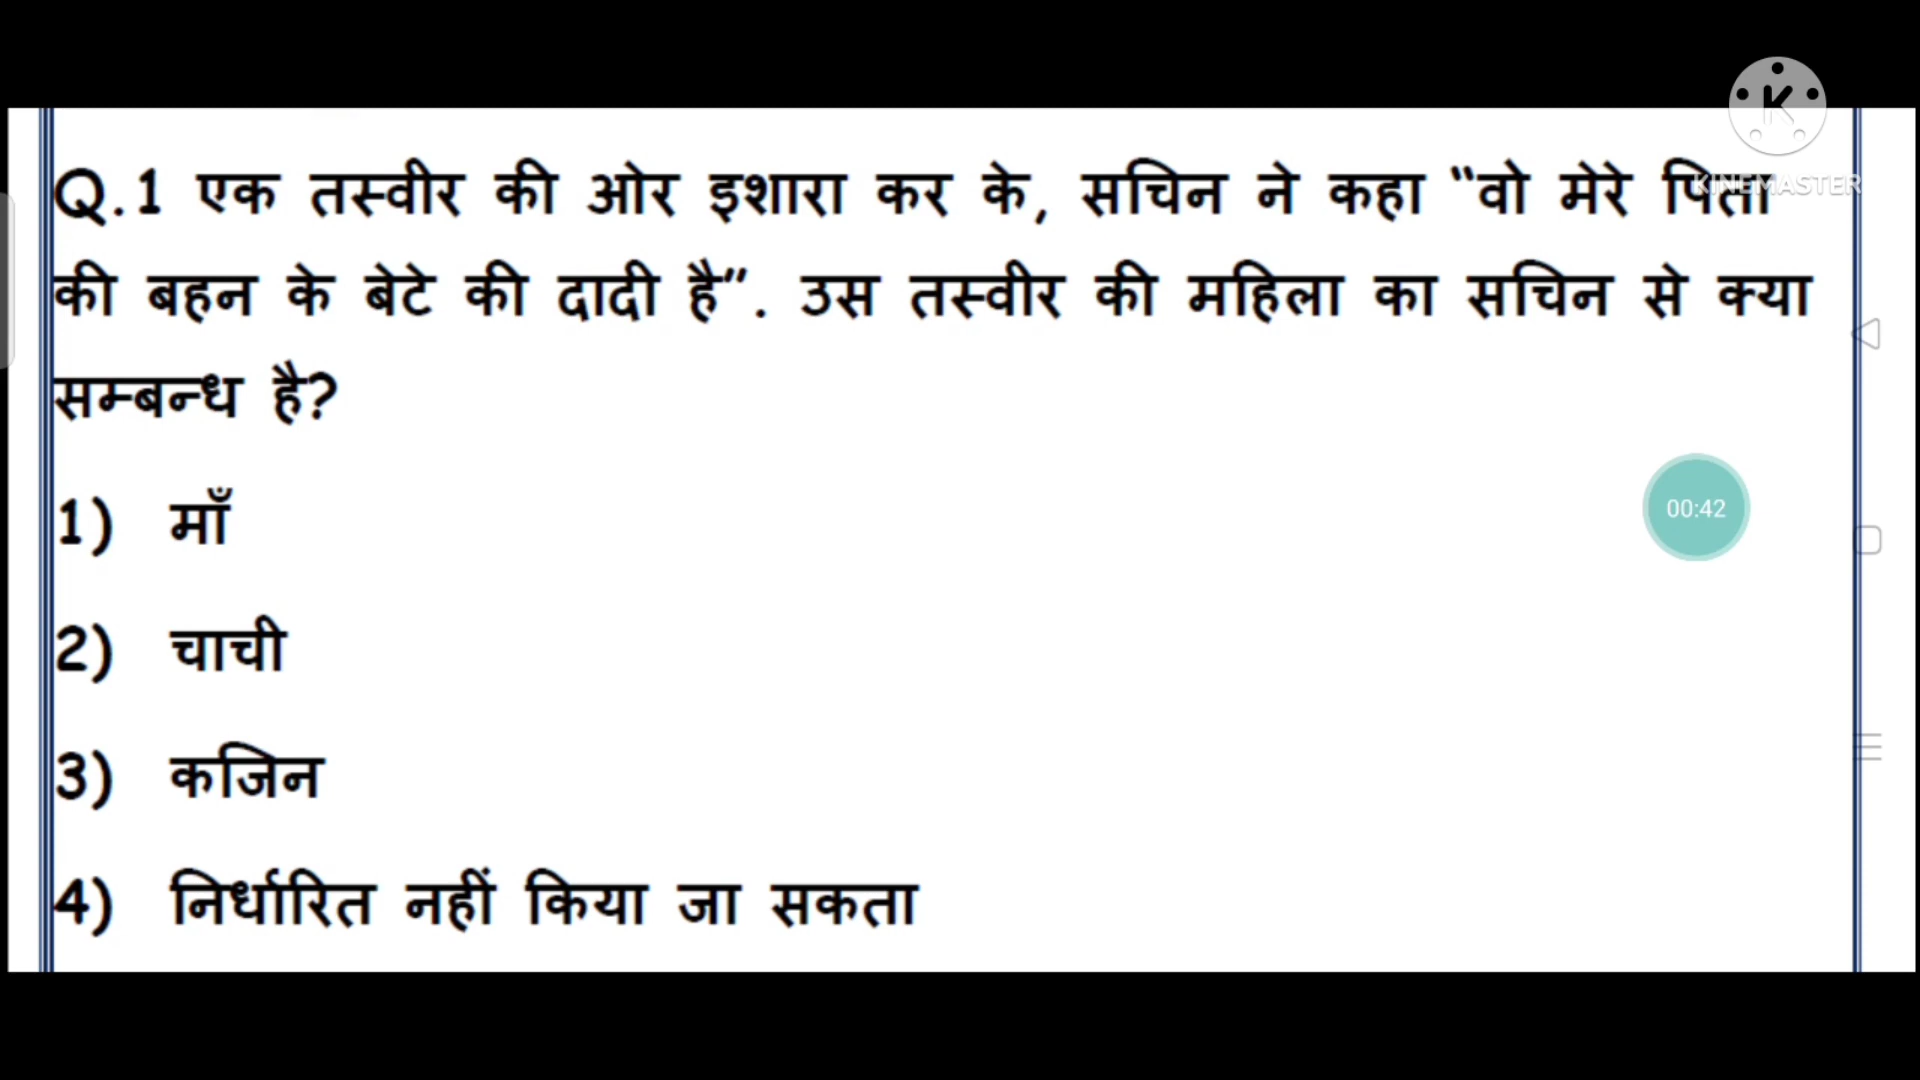 KINEMASTER
Q.1 एक तस्वीर की ओर इशारा कर के, सचिन ने कहा “वो मेरे पिता
की बहन के बेटे की दादी है”. उस तस्वीर की महिला का सचिन से क्या
सम्बन्ध है?
1) माँ
00:42
2) चाची
3) कजिन
4) निर्धारित नहीं किया जा सकता